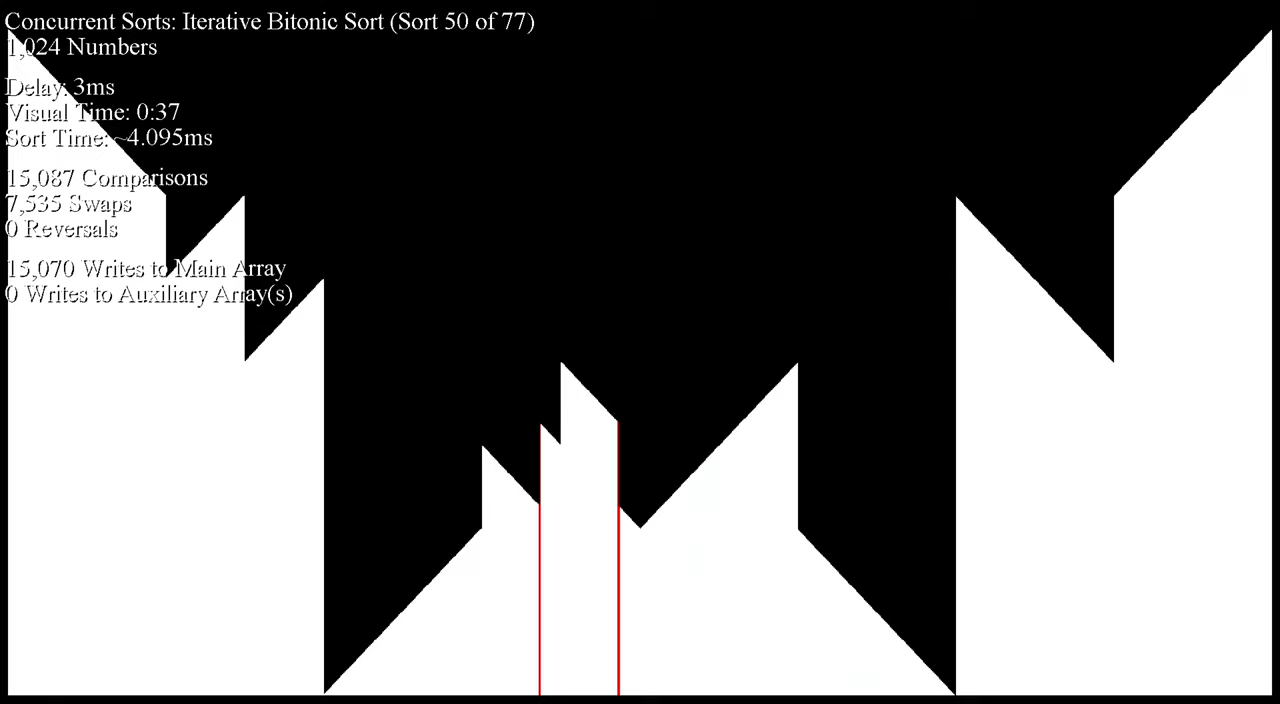 Concurrent Sorts: Iterative Bitonic Sort (Sort 50 of 77)
1,024 Numbers
Delay: 3ms
Visual Time: 0:37
Sort Time: ~4.095ms
15,087 Comparisons
7,535 Swaps
0 Reversals
15,070 Writes to Main Array
0 Writes to Auxiliary Array(s)